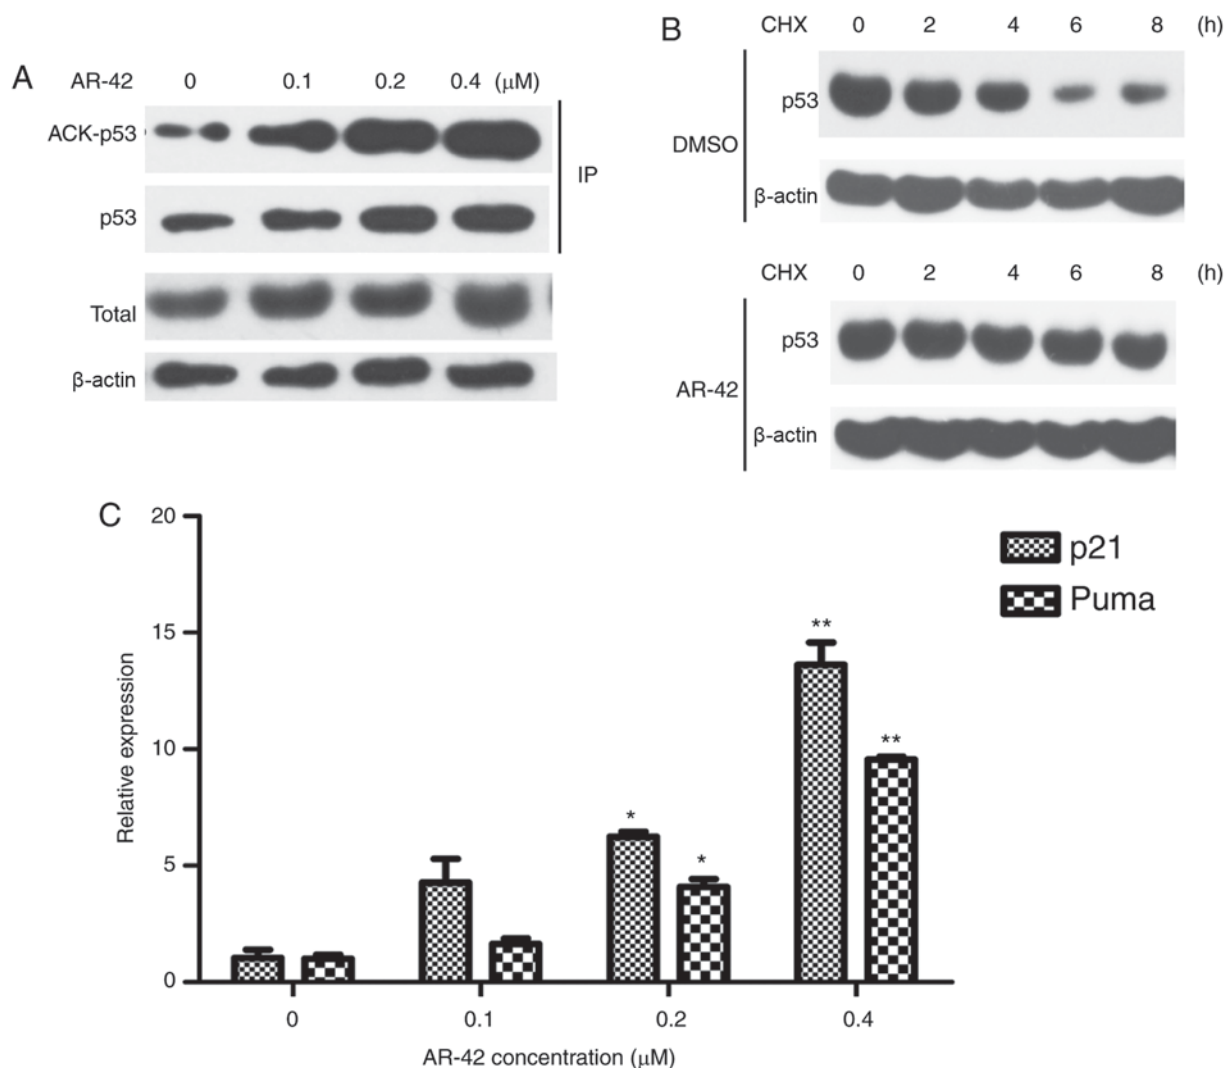 A
AR-42 0 0.1 0.2 0.4 (μM)
ACK-p53
p53
IP
Total
β-actin
B
CHX 0 2 4 6 8 (h)
p53
DMSO
β-actin
CHX 0 2 4 6 8 (h)
p53
AR-42
β-actin
C
20
15
10
5
0
Relative expression
p21
Puma
**
**
*
*
0 0.1 0.2 0.4
AR-42 concentration (μM)